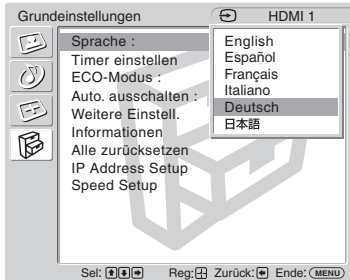 Grundeinstellungen HDMI 1
Sprache :
Timer einstellen
ECO-Modus :
Auto. ausschalten :
Weitere Einstell.
Informationen
Alle zurücksetzen
IP Address Setup
Speed Setup
English
Español
Français
Italiano
Deutsch
日本語
Sel: Reg: Zurück: Ende: MENU